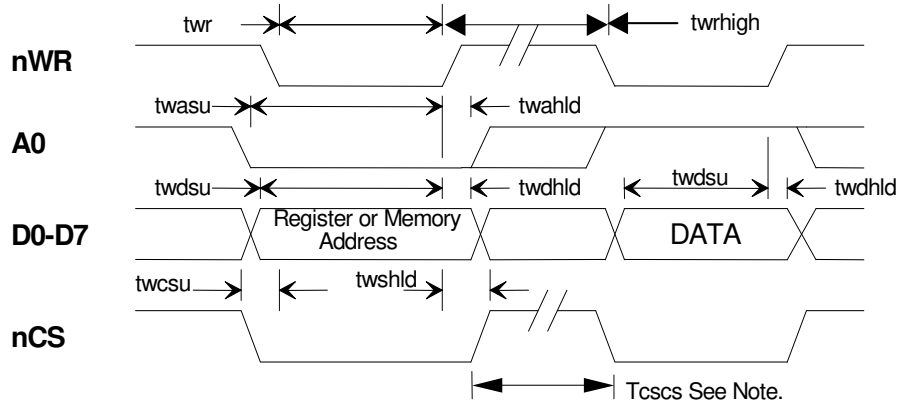 twr
twrhigh
nWR
twasu
twahld
A0
twdsu
twdhld
twdsu
twdhld
D0-D7
Register or Memory
Address
DATA
twcsu
twshld
nCS
Tcscs See Note.